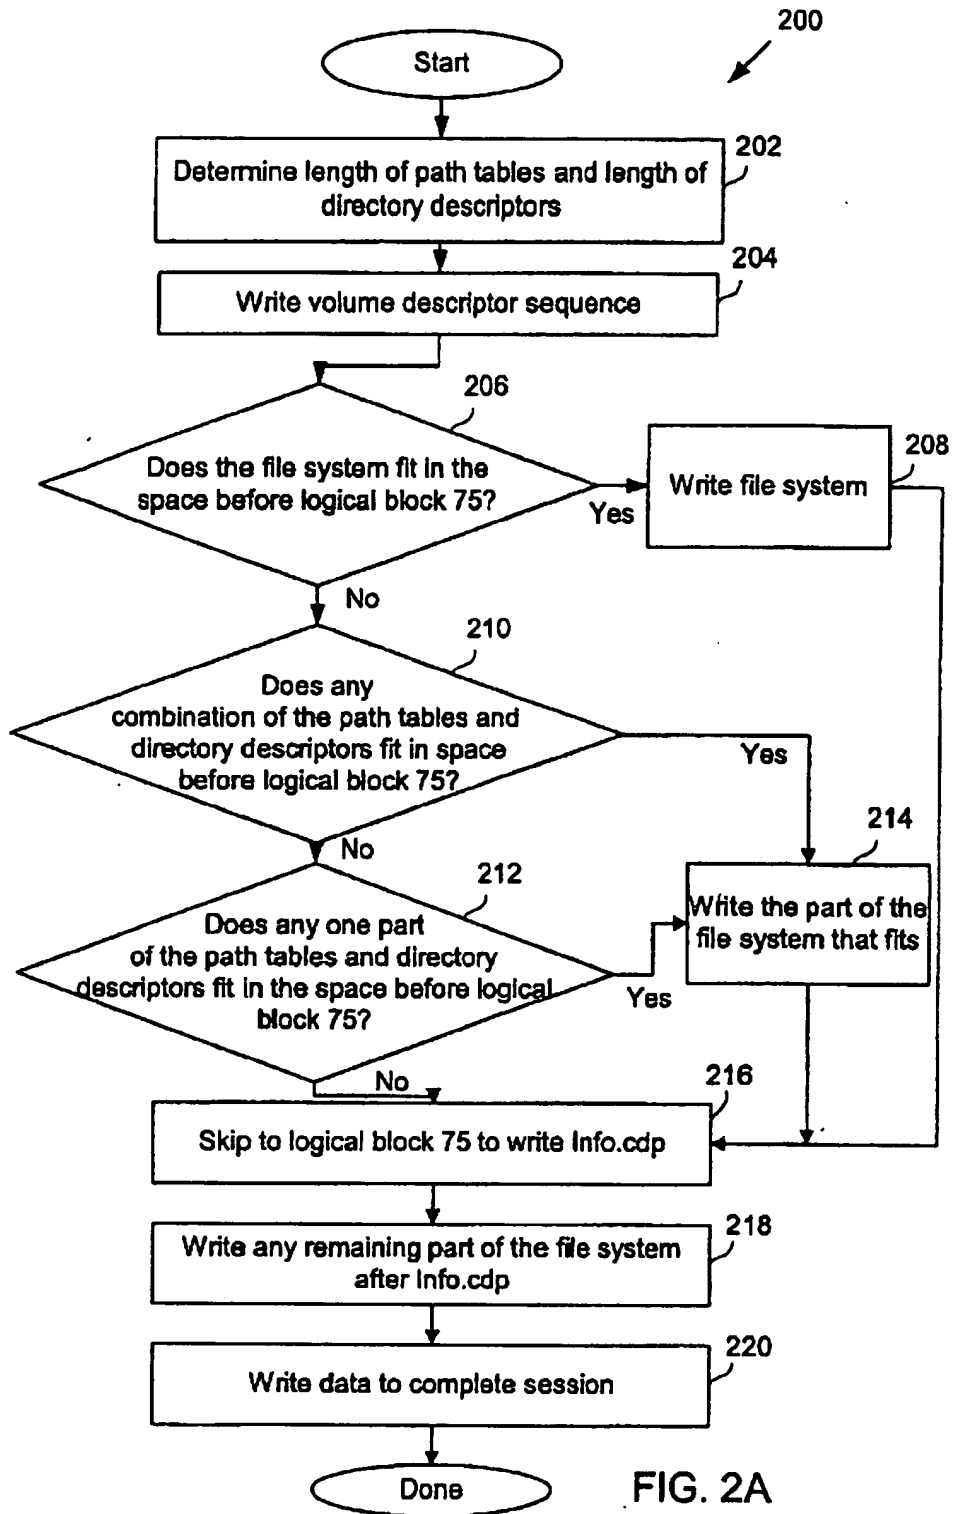 200
Start
202
Determine length of path tables and length of
directory descriptors
204
Write volume descriptor sequence
206
Does the file system fit in the
space before logical block 75?
Yes
208
Write file system
No
210
Does any
combination of the path tables and
directory descriptors fit in space
before logical block 75?
Yes
No
212
Does any one part
of the path tables and directory
descriptors fit in the space before logical
block 75?
Yes
214
Write the part of the
file system that fits
No
216
Skip to logical block 75 to write Info.cdp
218
Write any remaining part of the file system
after Info.cdp
220
Write data to complete session
Done
FIG. 2A